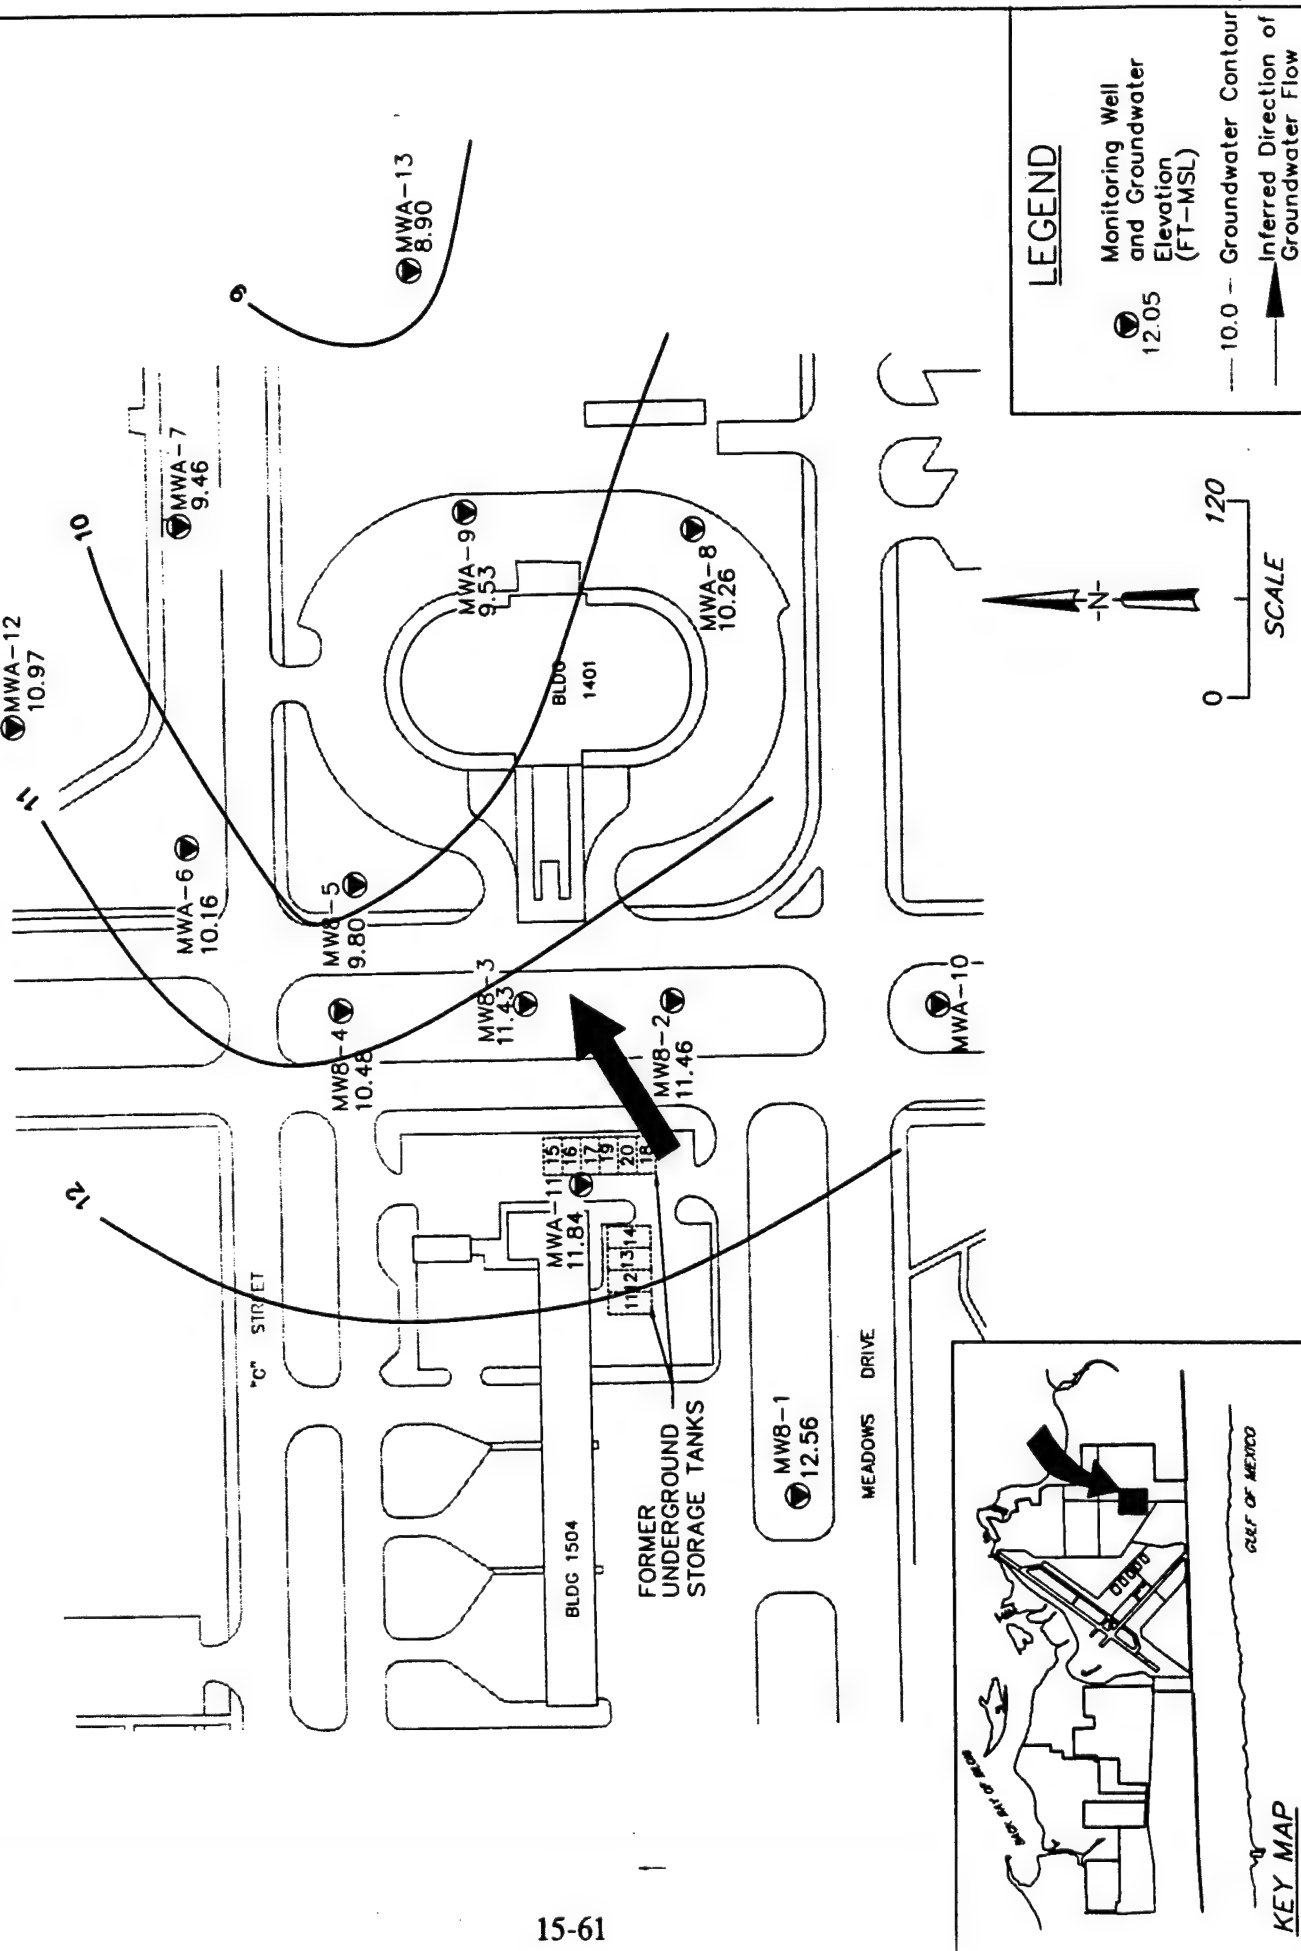 MWA-12
10.97
11
10
MWA-7
9.46
9
MWA-13
8.90
MWA-6
10.16
MW8-5
9.80
MWA-9
9.53
MWA-8
10.26
BLDG
1401
MW8-4
10.48
MW8-3
11.43
MW8-2
11.46
MWA-10
12
"C" STREET
MWA-11
11.84
15
16
17
19
20
18
11
12
13
14
BLDG 1504
FORMER
UNDERGROUND
STORAGE TANKS
MW8-1
12.56
MEADOWS DRIVE
LEGEND
12.05
Monitoring Well
and Groundwater
Elevation
(FT-MSL)
10.0
Groundwater Contour
Inferred Direction of
Groundwater Flow
-N-
0
120
SCALE
BACK BAY OF BILOXI
GULF OF MEXICO
KEY MAP
15-61